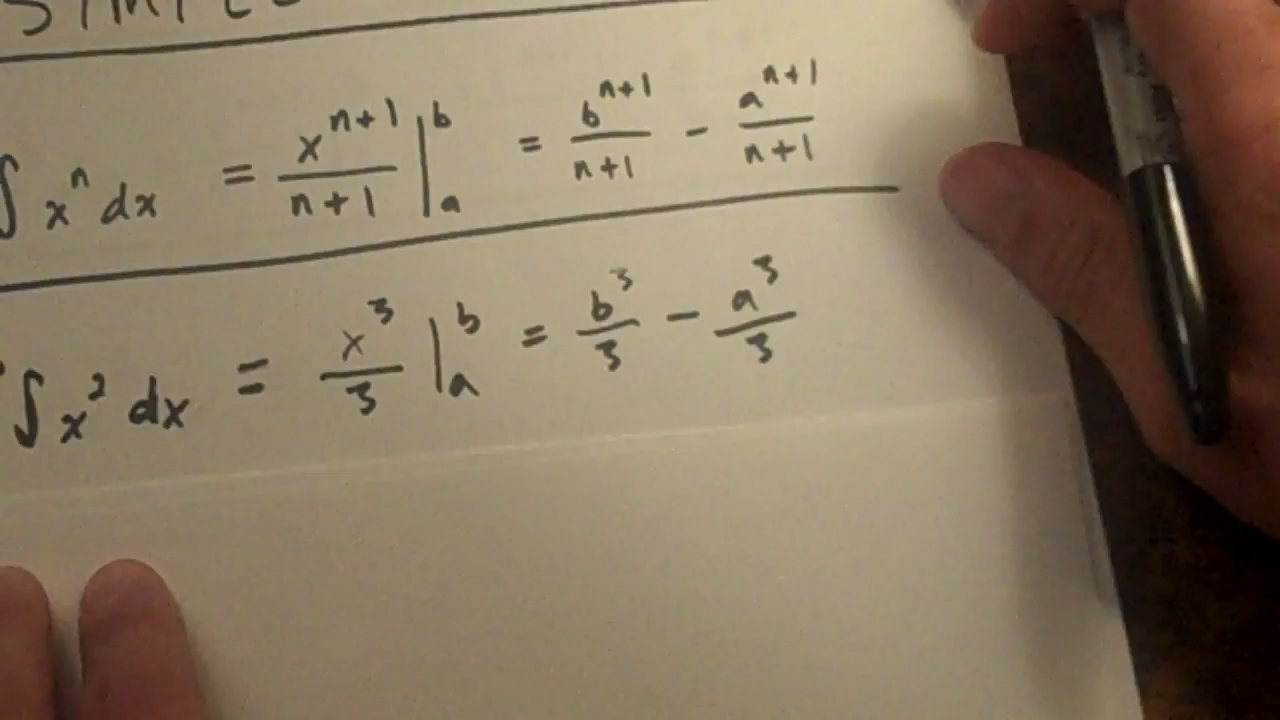 ∫ xⁿ dx = xⁿ⁺¹/n+1 |ₐᵇ = bⁿ⁺¹/n+1 - aⁿ⁺¹/n+1
∫ x² dx = x³/3 |ₐᵇ = b³/3 - a³/3